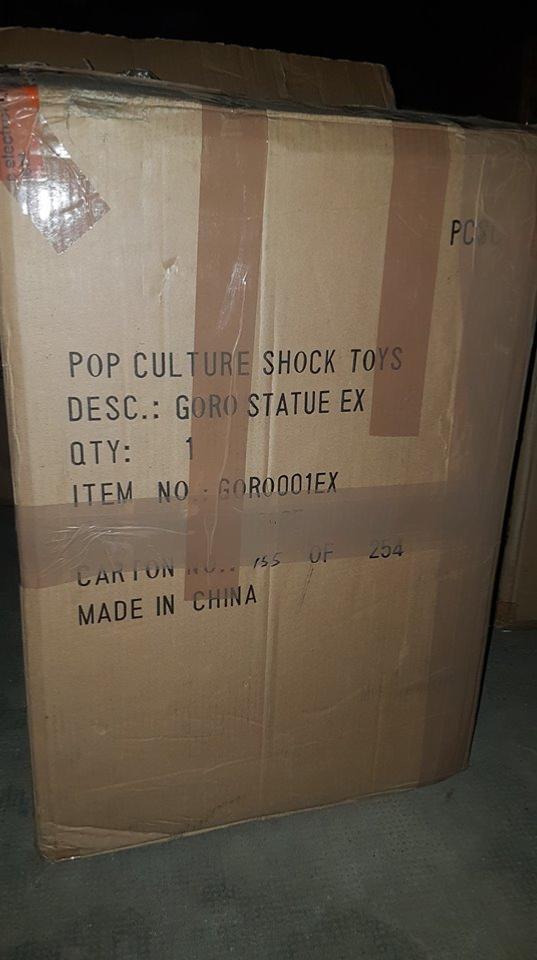 electro
PCS
POP CULTURE SHOCK TOYS
DESC.: GORO STATUE EX
QTY: 1
ITEM NO.: GORO001EX
CARTON NO.: 155 OF 254
MADE IN CHINA